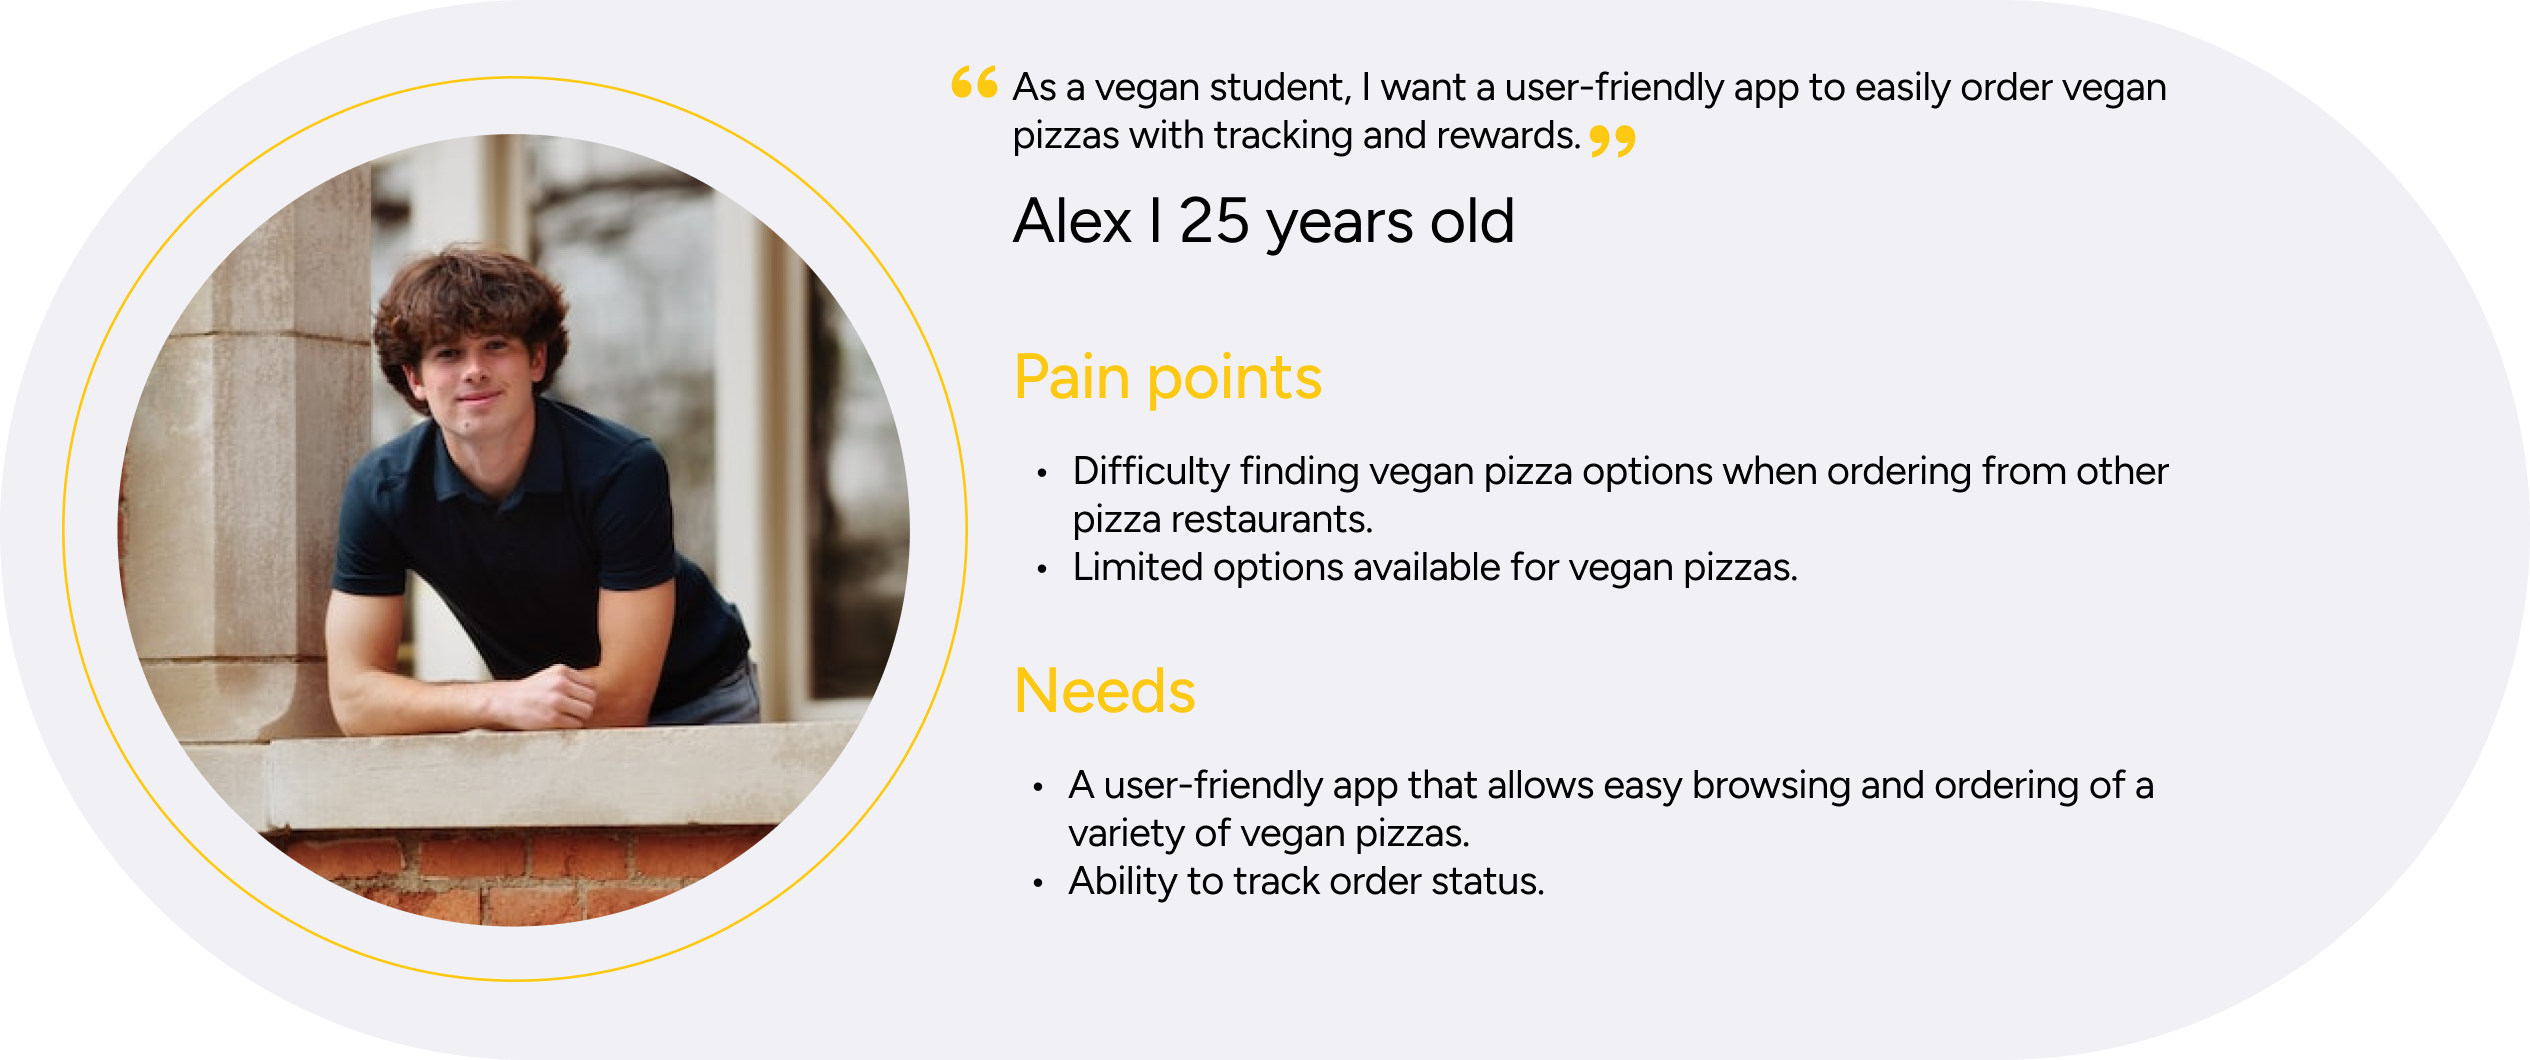 “ As a vegan student, I want a user-friendly app to easily order vegan
pizzas with tracking and rewards. ”
Alex I 25 years old
Pain points
• Difficulty finding vegan pizza options when ordering from other
pizza restaurants.
• Limited options available for vegan pizzas.
Needs
• A user-friendly app that allows easy browsing and ordering of a
variety of vegan pizzas.
• Ability to track order status.